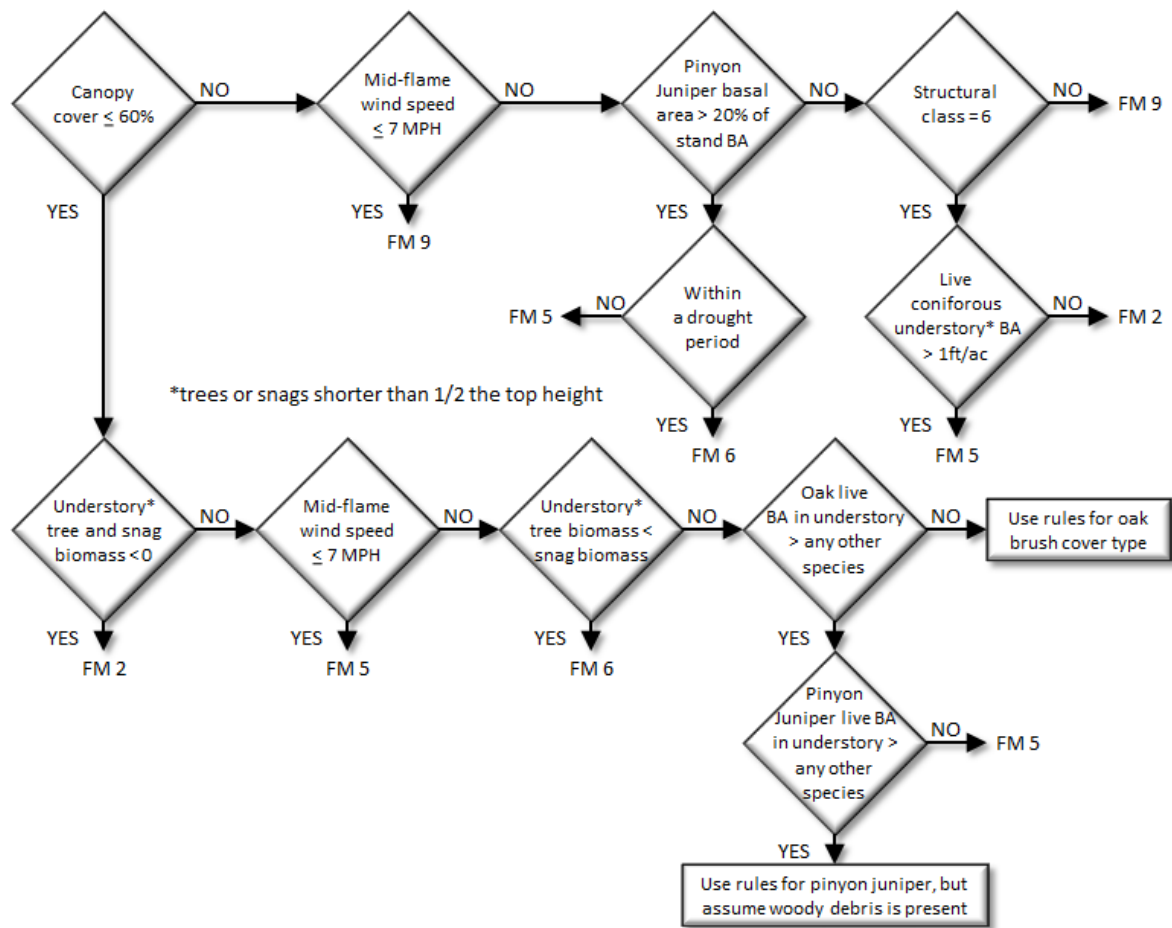 Canopy
cover ≤ 60%
NO
Mid-flame
wind speed
≤ 7 MPH
NO
Pinyon
Juniper basal
area > 20% of
stand BA
NO
Structural
class = 6
NO
FM 9
YES
YES
FM 9
YES
YES
Within
a drought
period
NO
FM 5
Live
coniforous
understory* BA
> 1ft/ac
NO
FM 2
*trees or snags shorter than 1/2 the top height
YES
FM 6
YES
FM 5
Understory*
tree and snag
biomass < 0
NO
Mid-flame
wind speed
≤ 7 MPH
NO
Understory*
tree biomass <
snag biomass
NO
Oak live
BA in understory
> any other
species
NO
Use rules for oak
brush cover type
YES
FM 2
YES
FM 5
YES
FM 6
YES
Pinyon
Juniper live BA
in understory >
any other
species
NO
FM 5
YES
Use rules for pinyon juniper, but
assume woody debris is present